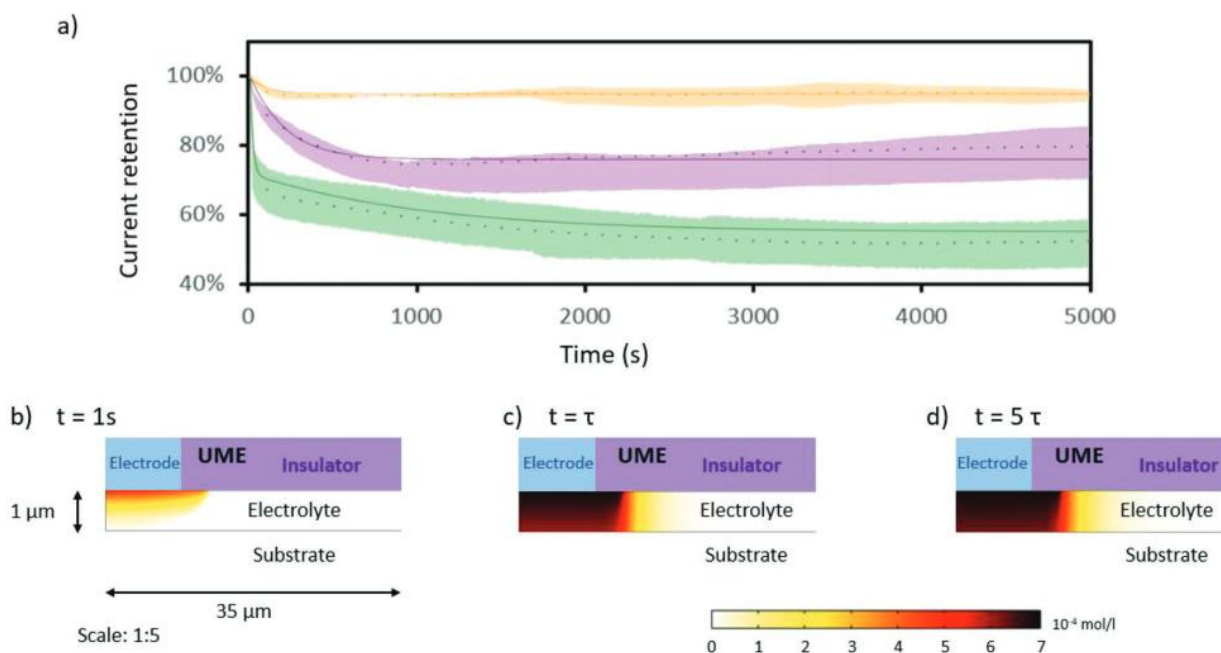 a)
100%
80%
60%
40%
Current retention
0 1000 2000 3000 4000 5000
Time (s)
b) t = 1s
Electrode UME Insulator
1 µm
Electrolyte
Substrate
35 µm
Scale: 1:5
c) t = τ
Electrode UME Insulator
Electrolyte
Substrate
d) t = 5 τ
Electrode UME Insulator
Electrolyte
Substrate
0 1 2 3 4 5 6 7
10⁻⁴ mol/l